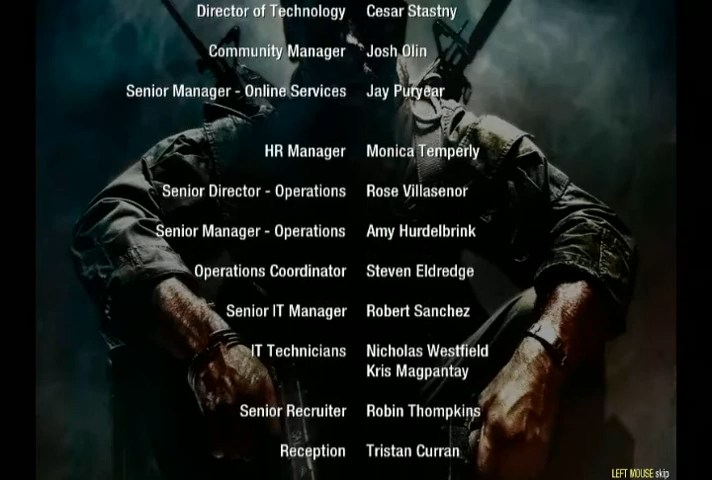 Director of Technology Cesar Stastny
Community Manager Josh Olin
Senior Manager - Online Services Jay Puryear
HR Manager Monica Temperly
Senior Director - Operations Rose Villasenor
Senior Manager - Operations Amy Hurdelbrink
Operations Coordinator Steven Eldredge
Senior IT Manager Robert Sanchez
IT Technicians Nicholas Westfield
Kris Magpantay
Senior Recruiter Robin Thompkins
Reception Tristan Curran
LEFT MOUSE skip